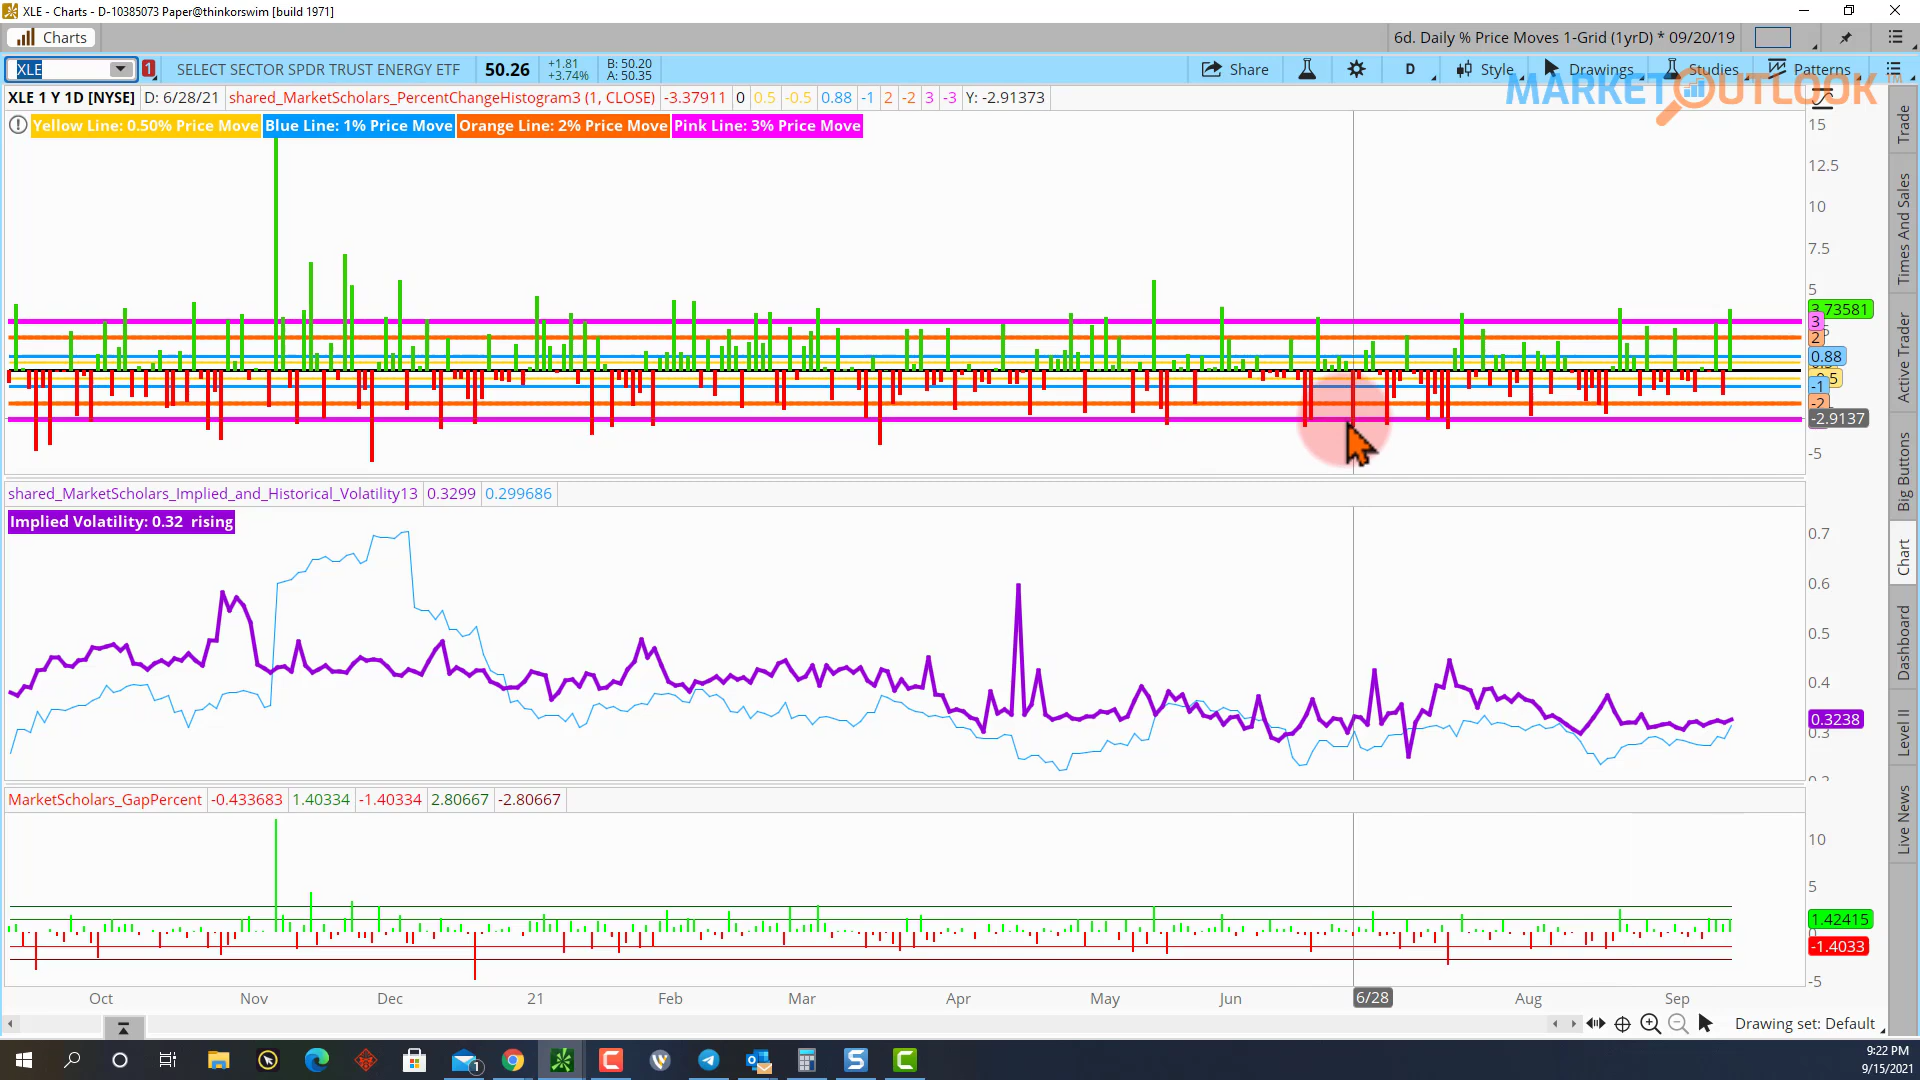 XLE - Charts - D-10385073 Paper@thinkorswim [build 1971]
Charts
6d. Daily % Price Moves 1-Grid (1yrD) * 09/20/19
XLE
1
SELECT SECTOR SPDR TRUST ENERGY ETF
50.26
+1.81
+3.74%
B: 50.20
A: 50.35
Share
D
Style
Drawings
Studies
Patterns
MARKETOUTLOOK
XLE 1 Y 1D [NYSE]
D: 6/28/21
shared_MarketScholars_PercentChangeHistogram3 (1, CLOSE)
-3.37911
0
0.5
-0.5
0.88
-1
2
-2
3
-3
Y: -2.91373
Yellow Line: 0.50% Price Move
Blue Line: 1% Price Move
Orange Line: 2% Price Move
Pink Line: 3% Price Move
15
12.5
10
7.5
5
3.73581
3
2
0.88
-1
-2
-2.9137
-5
shared_MarketScholars_Implied_and_Historical_Volatility13
0.3299
0.299686
Implied Volatility: 0.32 rising
0.7
0.6
0.5
0.4
0.3238
0.3
MarketScholars_GapPercent
-0.433683
1.40334
-1.40334
2.80667
-2.80667
10
5
1.42415
-1.4033
-5
Oct
Nov
Dec
21
Feb
Mar
Apr
May
Jun
6/28
Aug
Sep
Drawing set: Default
Trade
Times And Sales
Active Trader
Big Buttons
Chart
Dashboard
Level II
Live News
1
9:22 PM
9/15/2021